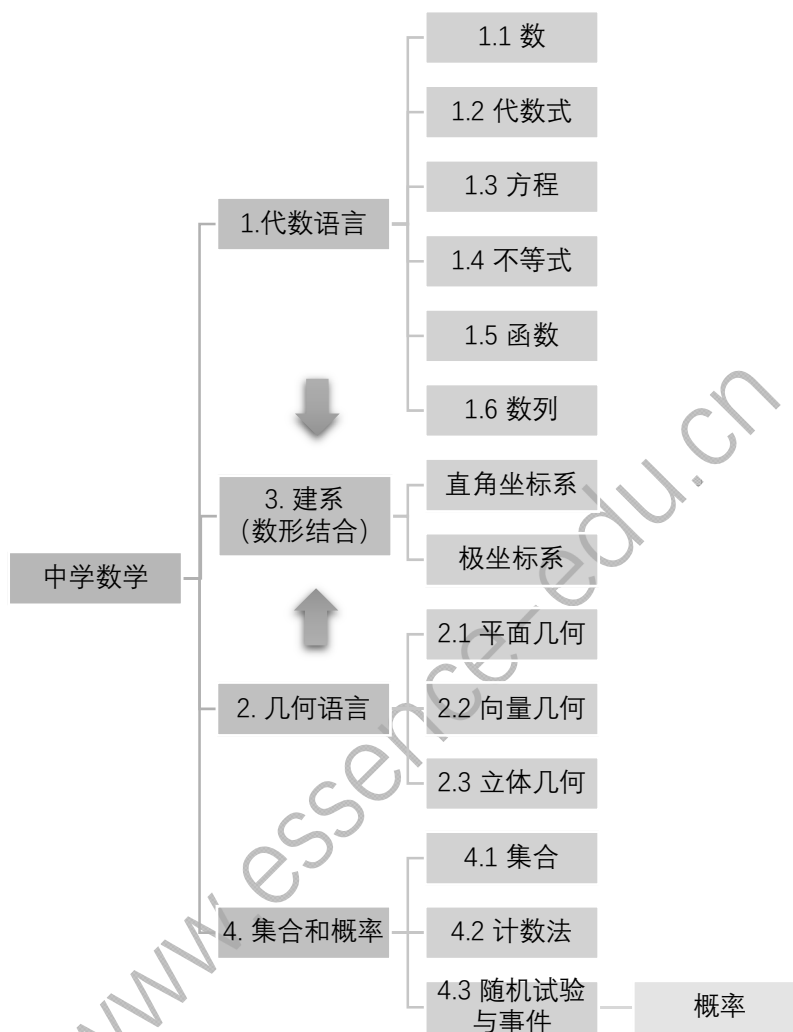 中学数学
1.代数语言
1.1 数
1.2 代数式
1.3 方程
1.4 不等式
1.5 函数
1.6 数列
3. 建系
（数形结合）
直角坐标系
极坐标系
2. 几何语言
2.1 平面几何
2.2 向量几何
2.3 立体几何
4. 集合和概率
4.1 集合
4.2 计数法
4.3 随机试验
与事件
概率
www.essence-edu.cn